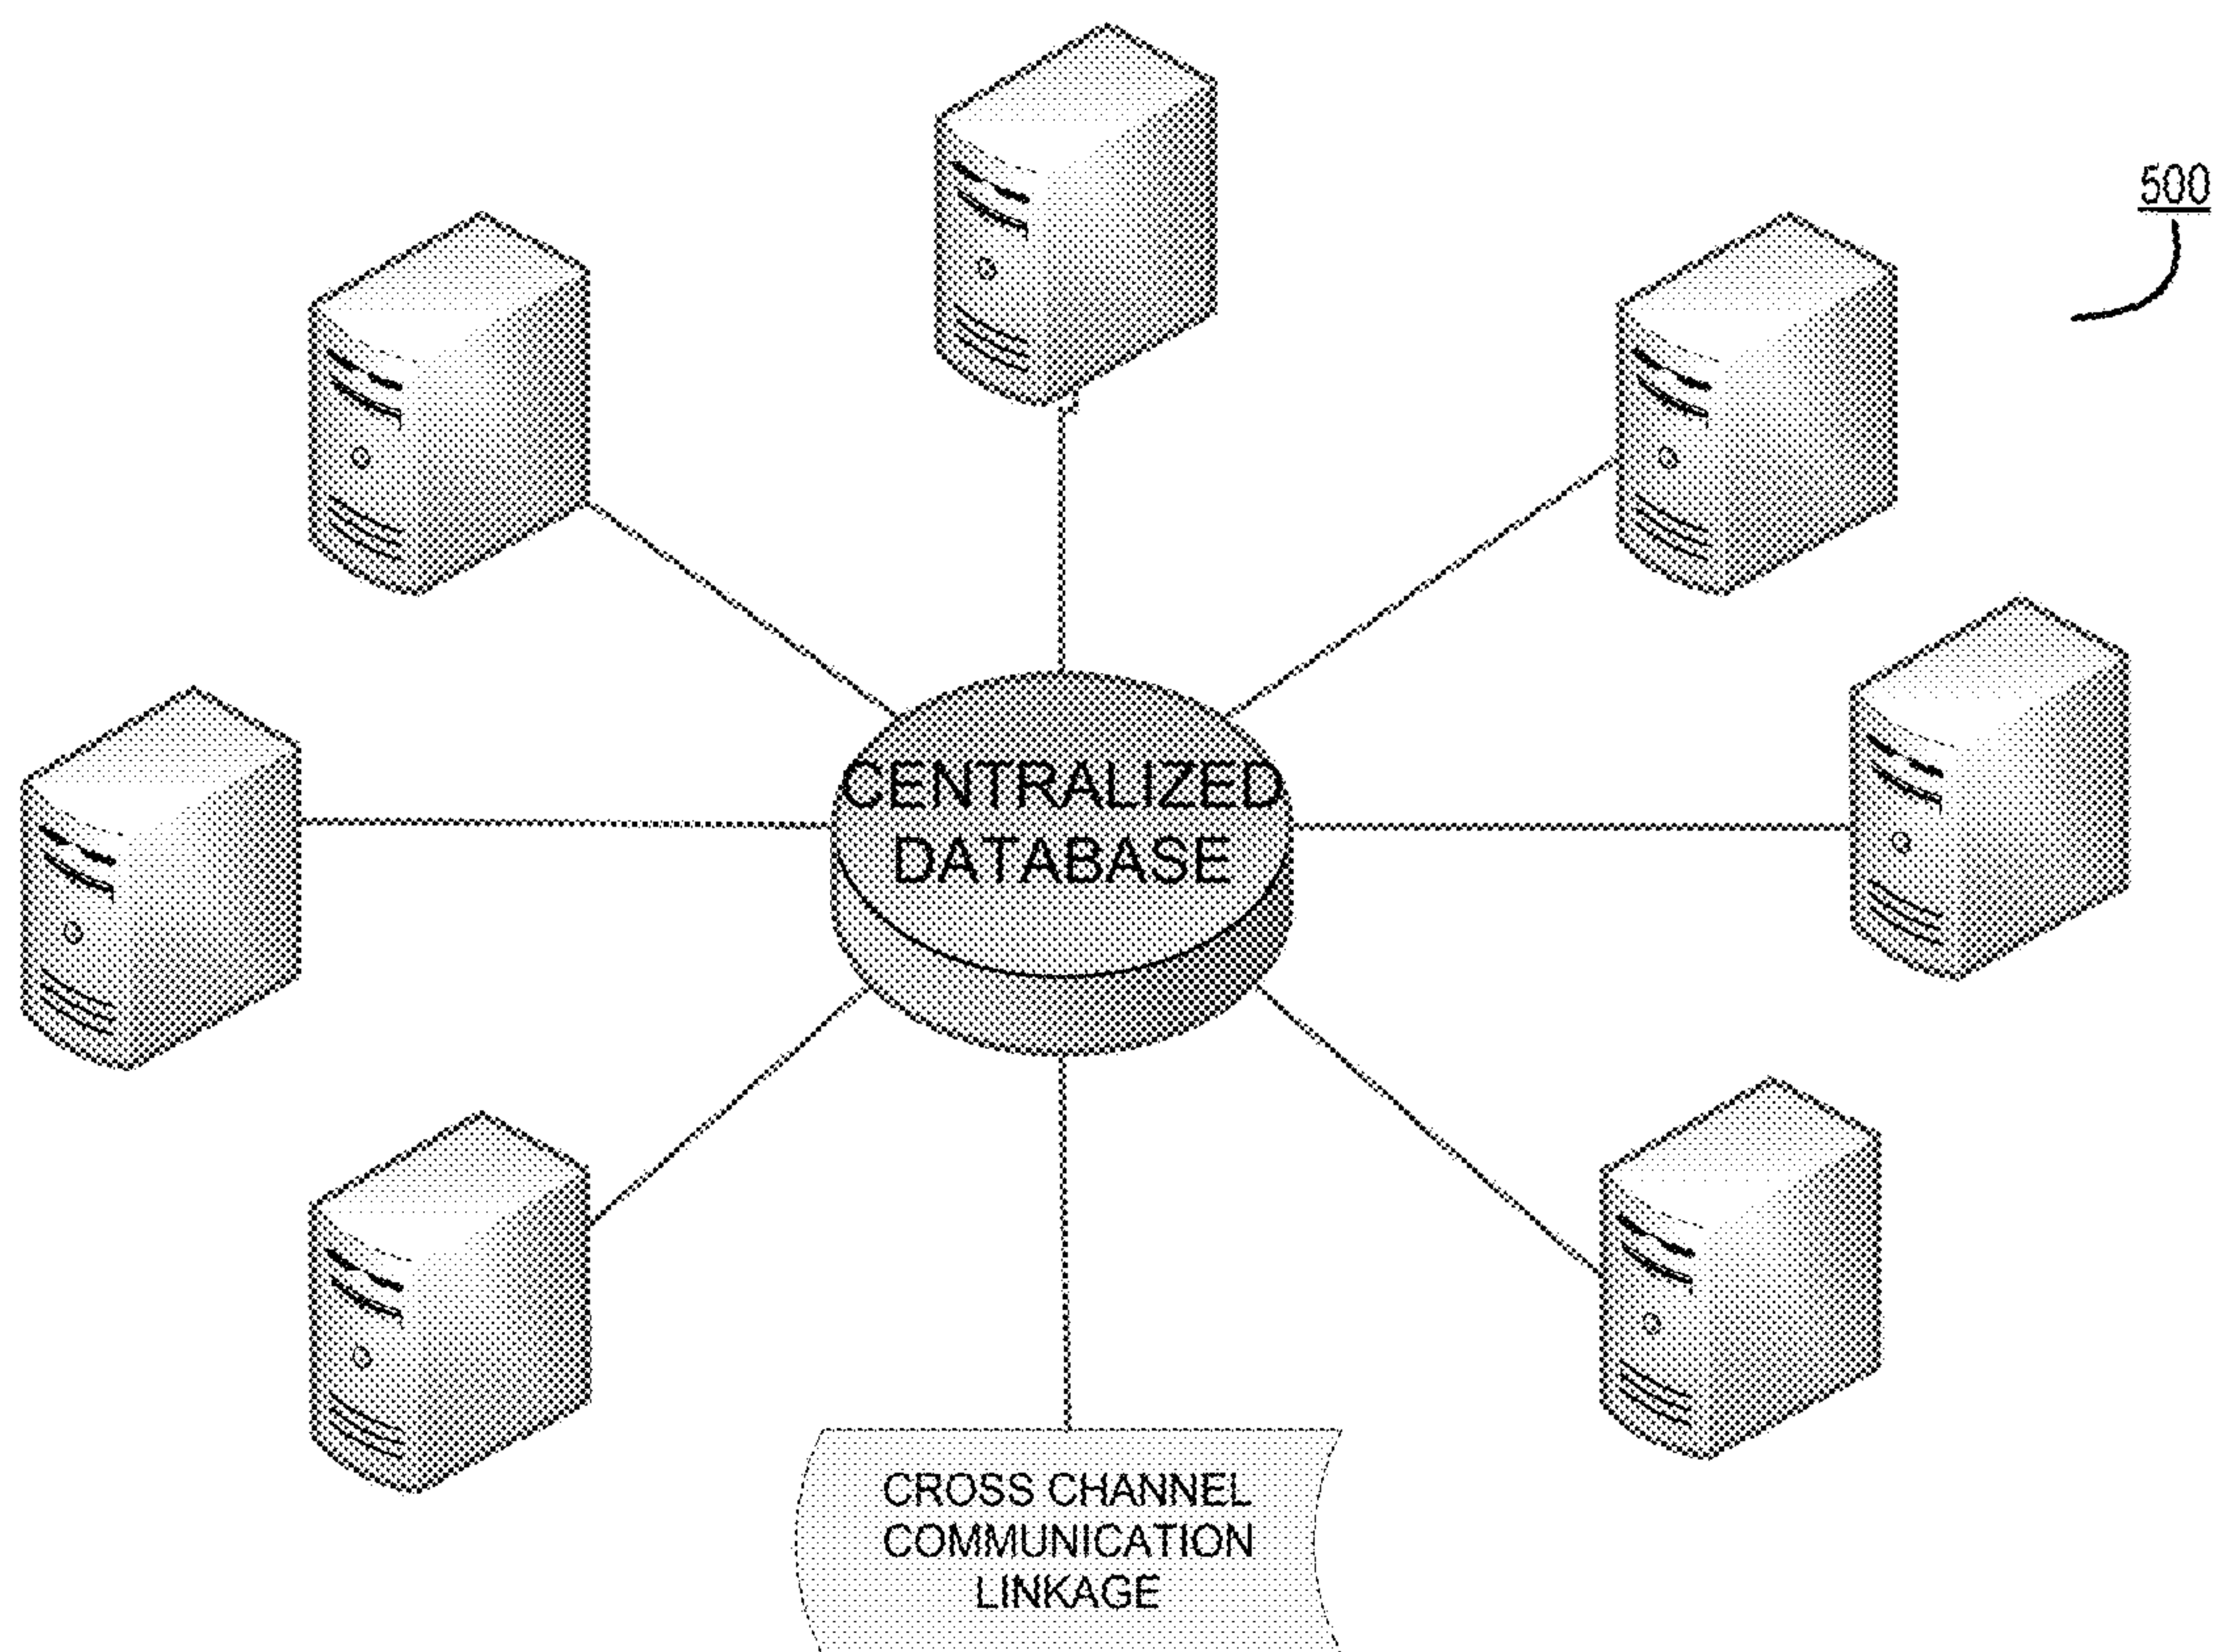 500
CENTRALIZED
DATABASE
CROSS CHANNEL
COMMUNICATION
LINKAGE